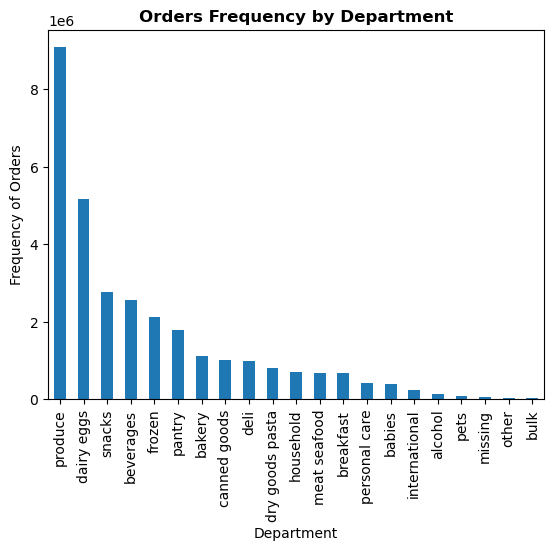 Orders Frequency by Department
1e6
8
6
4
2
0
Frequency of Orders
produce
dairy eggs
snacks
beverages
frozen
pantry
bakery
canned goods
deli
dry goods pasta
household
meat seafood
breakfast
personal care
babies
international
alcohol
pets
missing
other
bulk
Department